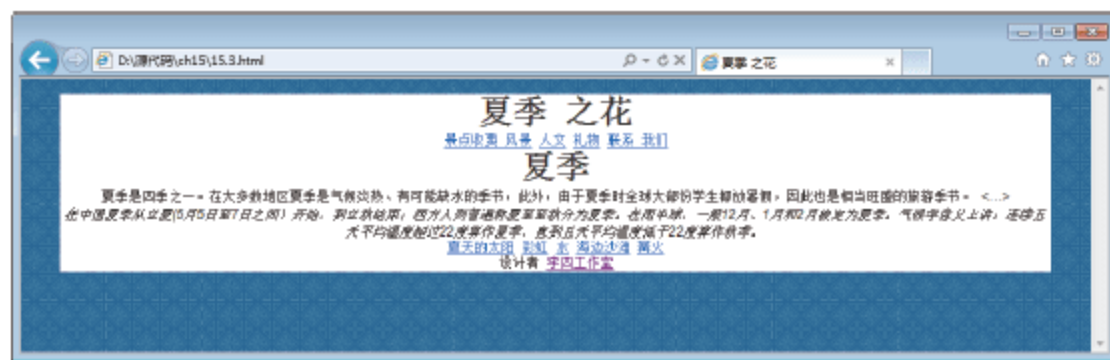 D:\源代码\ch15\15.3.html
夏季 之花
夏季 之花
景点收票 风景 人文 礼物 联系 我们
夏季
夏季是四季之一。在大多数地区夏季是气候炎热、有可能缺水的季节，此外，由于夏季时全球大部份学生都放暑假，因此也是相当旺盛的旅游季节。 <...>
在中国夏季从立夏(5月5日至7日之间）开始，到立秋结束；西方人则普遍称夏至至秋分为夏季。在南半球，一般12月、1月和2月被定为夏季。气候学意义上讲，连续五
天平均温度超过22度算作夏季，直到五天平均温度低于22度算作秋季。
夏天的太阳 彩虹 水 海边沙滩 篝火
设计者 李四工作室